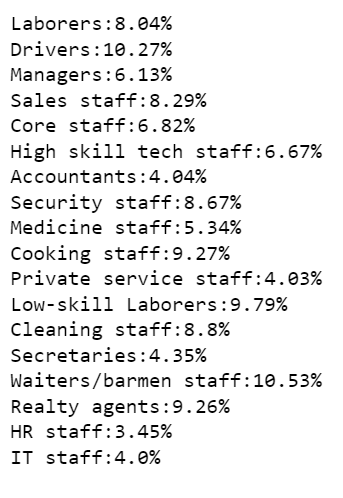 Laborers:8.04%
Drivers:10.27%
Managers:6.13%
Sales staff:8.29%
Core staff:6.82%
High skill tech staff:6.67%
Accountants:4.04%
Security staff:8.67%
Medicine staff:5.34%
Cooking staff:9.27%
Private service staff:4.03%
Low-skill Laborers:9.79%
Cleaning staff:8.8%
Secretaries:4.35%
Waiters/barmen staff:10.53%
Realty agents:9.26%
HR staff:3.45%
IT staff:4.0%